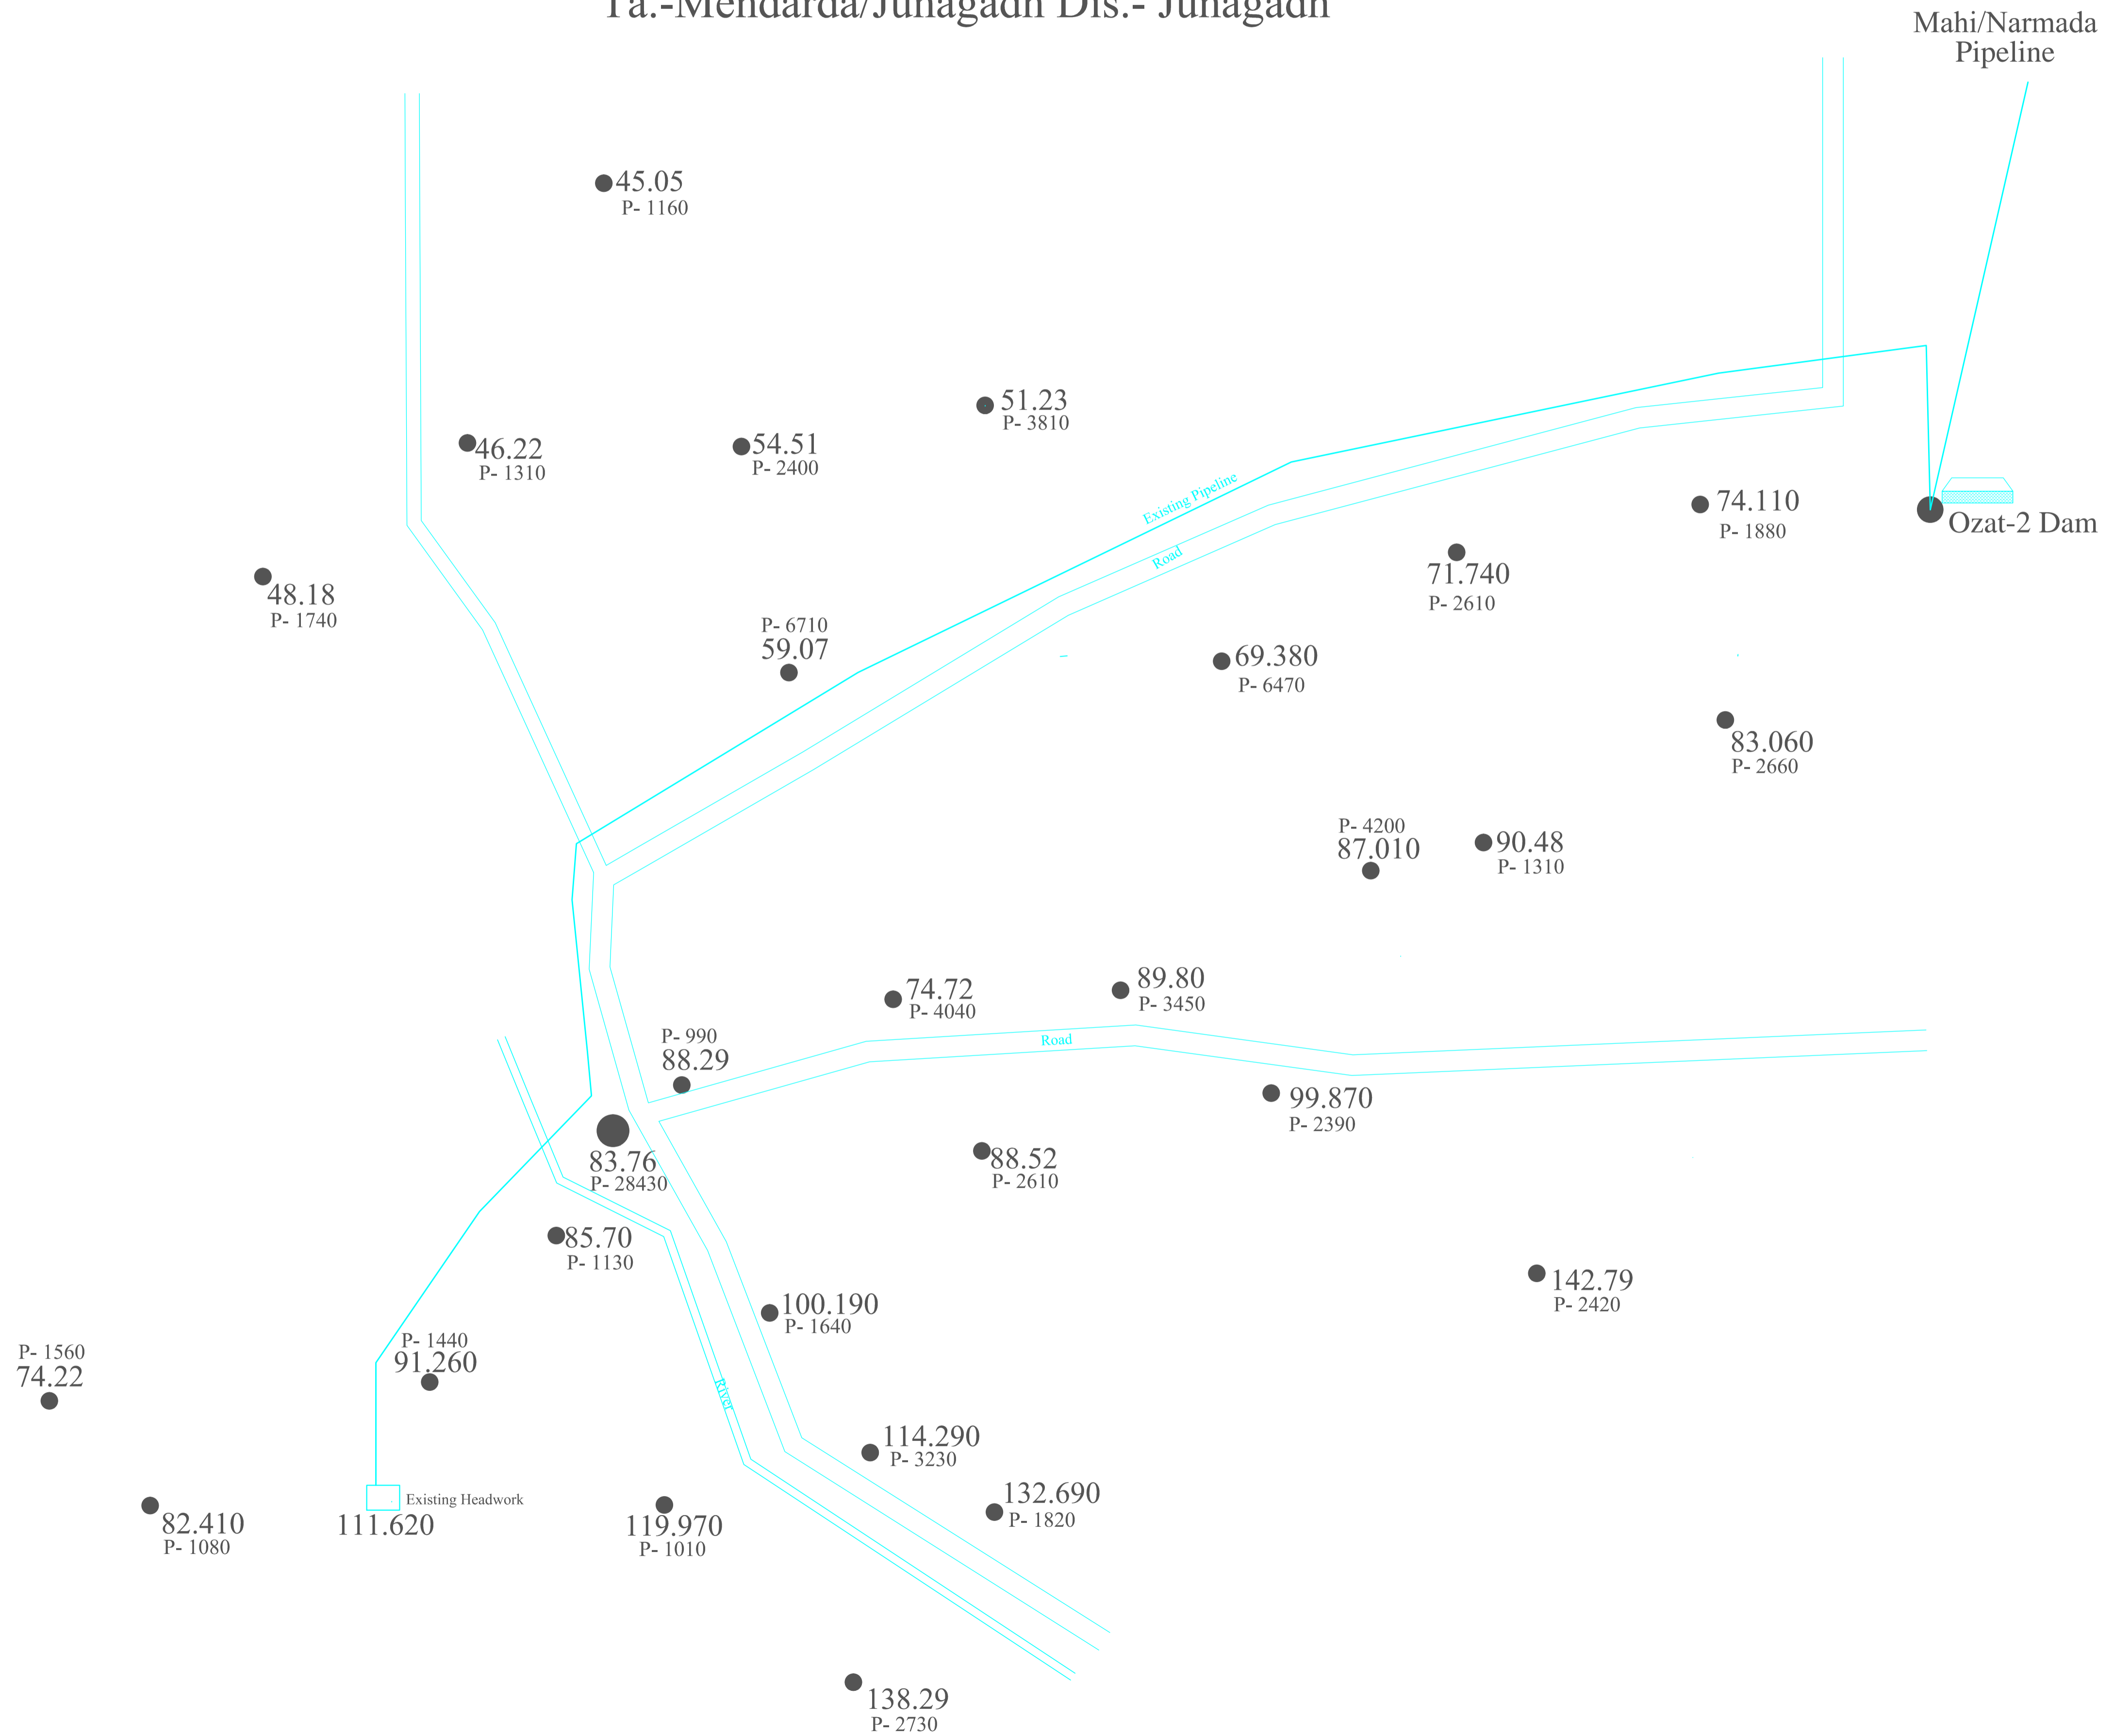 Ta.-Mendarda/Junagadh Dis.- Junagadh
Mahi/Narmada
Pipeline
45.05
P- 1160
51.23
P- 3810
46.22
P- 1310
54.51
P- 2400
Existing Pipeline
Road
74.110
P- 1880
Ozat-2 Dam
71.740
P- 2610
48.18
P- 1740
P- 6710
59.07
69.380
P- 6470
83.060
P- 2660
P- 4200
87.010
90.48
P- 1310
74.72
P- 4040
89.80
P- 3450
P- 990
88.29
Road
99.870
P- 2390
83.76
P- 28430
88.52
P- 2610
85.70
P- 1130
142.79
P- 2420
100.190
P- 1640
P- 1440
91.260
P- 1560
74.22
River
114.290
P- 3230
132.690
P- 1820
Existing Headwork
111.620
82.410
P- 1080
119.970
P- 1010
138.29
P- 2730